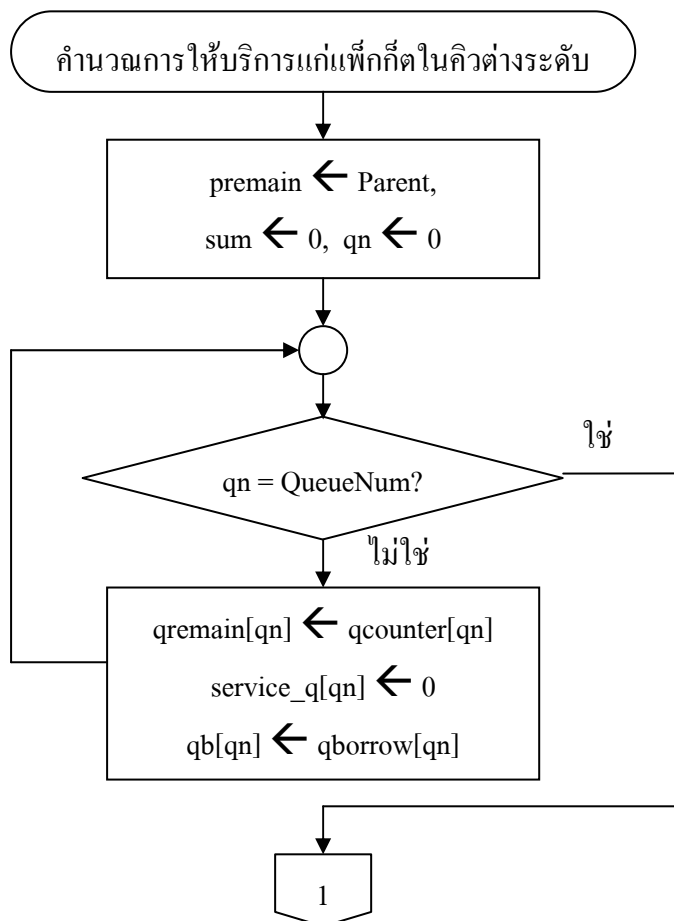 คำนวณการให้บริการแก่แพ็กก็ตในคิวต่างระดับ
premain ← Parent,
sum ← 0, qn ← 0
ใช่
qn = QueueNum?
ไม่ใช่
qremain[qn] ← qcounter[qn]
service_q[qn] ← 0
qb[qn] ← qborrow[qn]
1